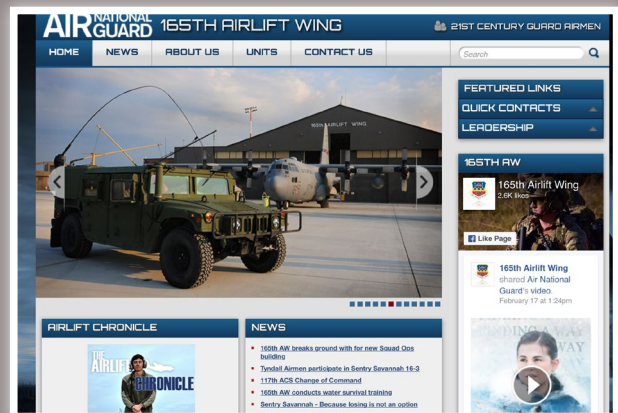 AIR NATIONAL GUARD 165TH AIRLIFT WING
21ST CENTURY GUARD AIRMEN
HOME NEWS ABOUT US UNITS CONTACT US
Search
165TH AIRLIFT WING
FEATURED LINKS
QUICK CONTACTS
LEADERSHIP
165TH AW
165th Airlift Wing
2.6K likes
Like Page
165th Airlift Wing
shared Air National
Guard's video.
February 17 at 1:24pm
AIRLIFT CHRONICLE
THE
AIRLIFT
CHRONICLE
NEWS
165th AW breaks ground with for new Squad Ops
building
Tyndall Airmen participate in Sentry Savannah 16-3
117th ACS Change of Command
165th AW conducts water survival training
Sentry Savannah - Because losing is not an option